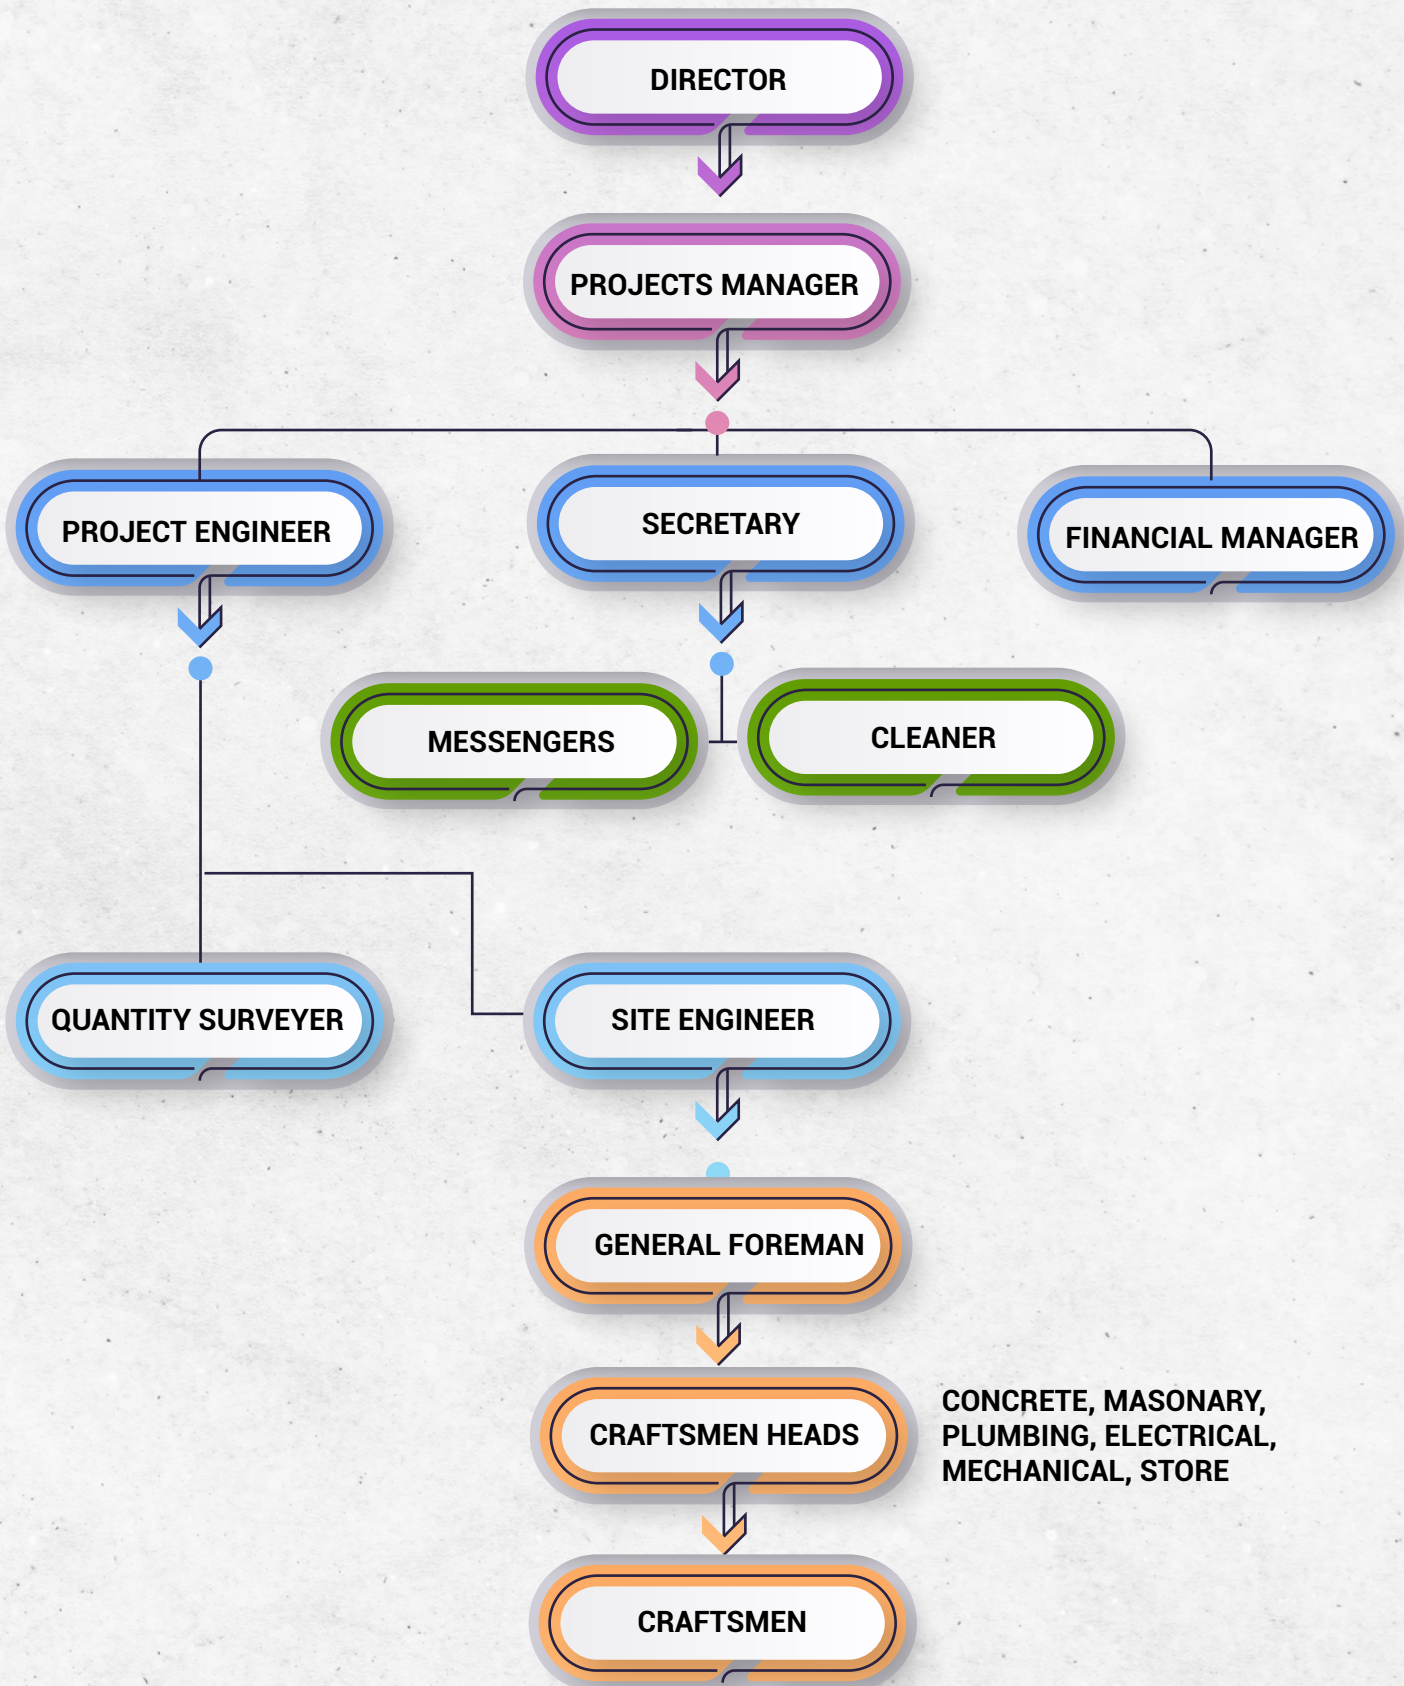 DIRECTOR
PROJECTS MANAGER
PROJECT ENGINEER
SECRETARY
FINANCIAL MANAGER
MESSENGERS
CLEANER
QUANTITY SURVEYER
SITE ENGINEER
GENERAL FOREMAN
CRAFTSMEN HEADS
CONCRETE, MASONARY,
PLUMBING, ELECTRICAL,
MECHANICAL, STORE
CRAFTSMEN